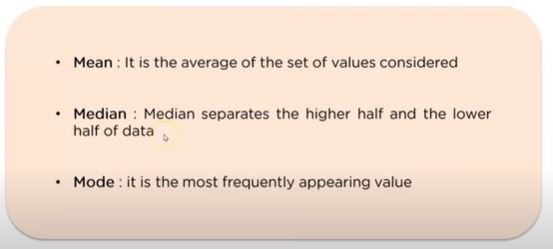 • Mean : It is the average of the set of values considered
• Median : Median separates the higher half and the lower
half of data
• Mode : it is the most frequently appearing value